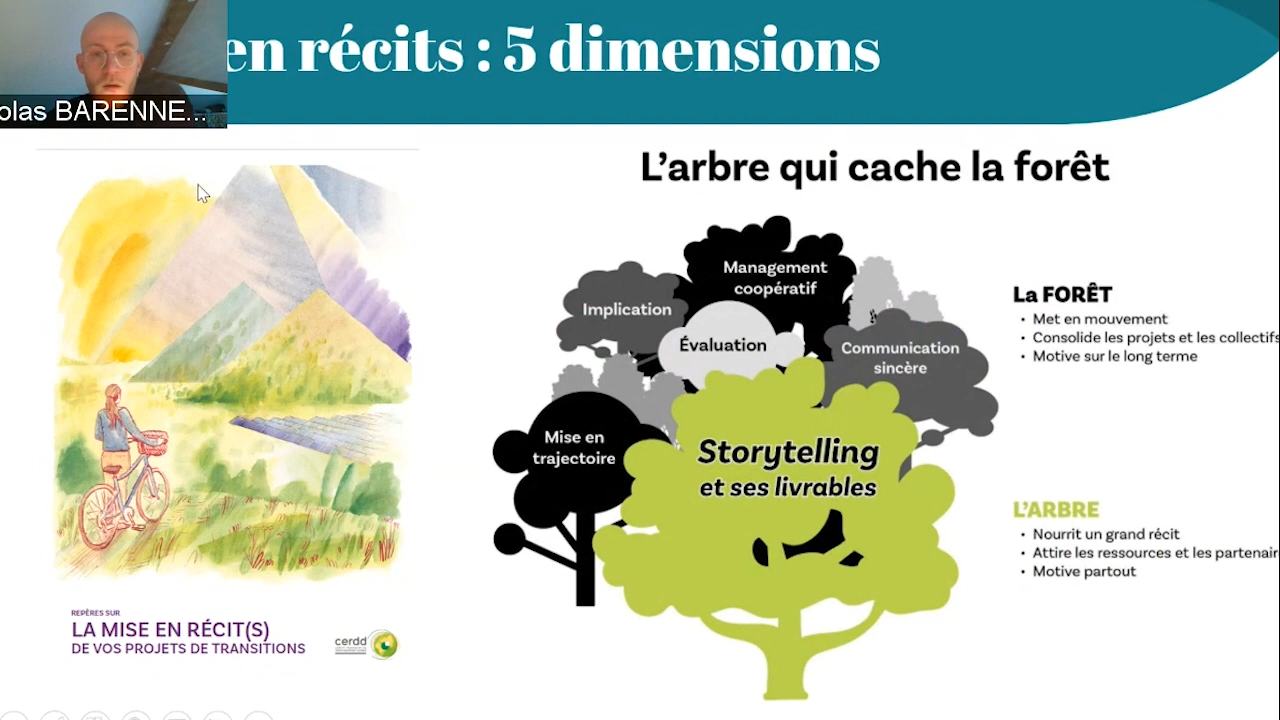 en récits : 5 dimensions
olas BARENNE...
L'arbre qui cache la forêt
Management
coopératif
Implication
Évaluation
Communication
sincère
Mise en
trajectoire
Storytelling
et ses livrables
La FORÊT
• Met en mouvement
• Consolide les projets et les collectifs
• Motive sur le long terme
L'ARBRE
• Nourrit un grand récit
• Attire les ressources et les partenair
• Motive partout
REPÈRES SUR
LA MISE EN RÉCIT(S)
DE VOS PROJETS DE TRANSITIONS
cerdd